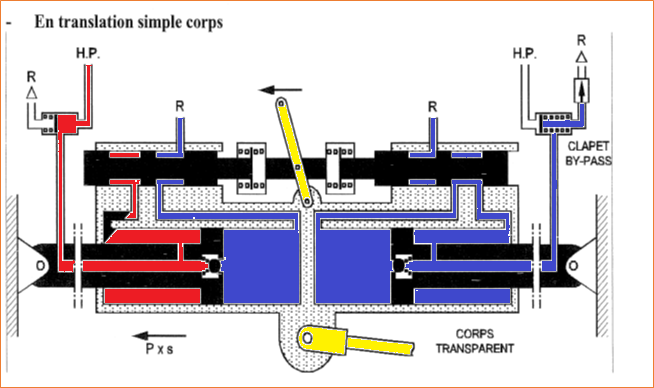 - En translation simple corps
R
H.P.
H.P.
R
R
R
CLAPET
BY-PASS
P x s
CORPS
TRANSPARENT